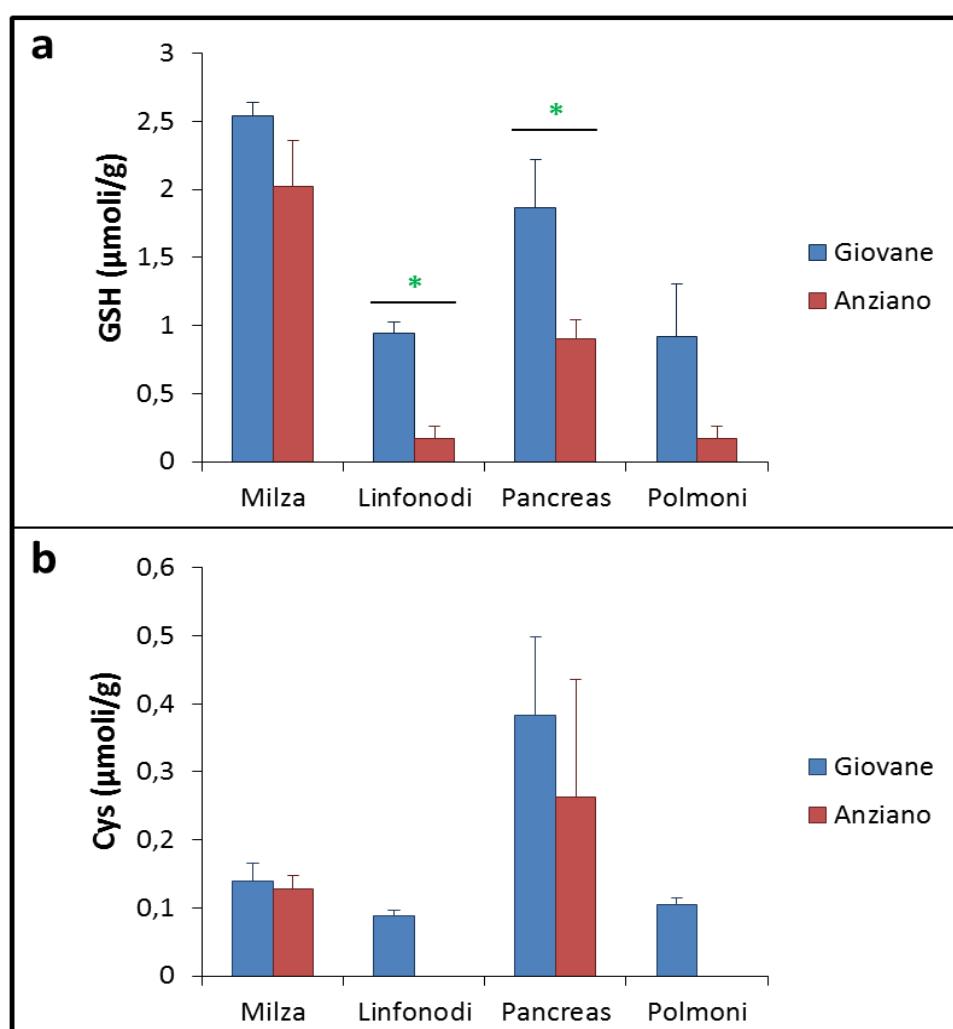 a
GSH (μmoli/g)
3
2,5
2
1,5
1
0,5
0
*
*
Milza Linfonodi Pancreas Polmoni
Giovane
Anziano
b
Cys (μmoli/g)
0,6
0,5
0,4
0,3
0,2
0,1
0
Milza Linfonodi Pancreas Polmoni
Giovane
Anziano